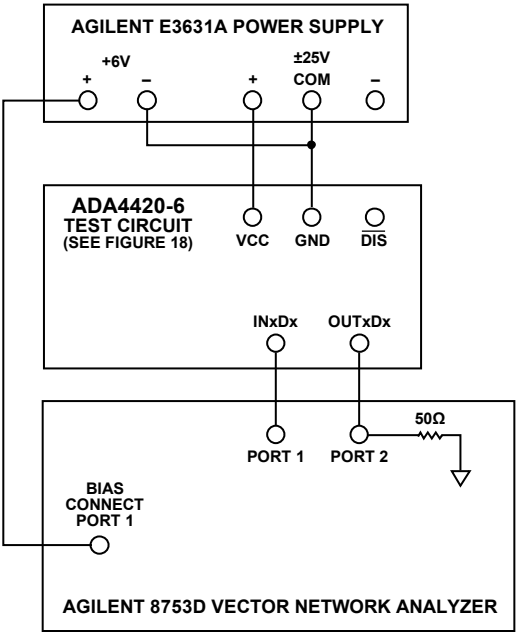 AGILENT E3631A POWER SUPPLY
+6V
±25V
+ – + COM –
ADA4420-6
TEST CIRCUIT
(SEE FIGURE 18)
VCC GND DIS
INxDx OUTxDx
50Ω
PORT 1 PORT 2
BIAS
CONNECT
PORT 1
AGILENT 8753D VECTOR NETWORK ANALYZER